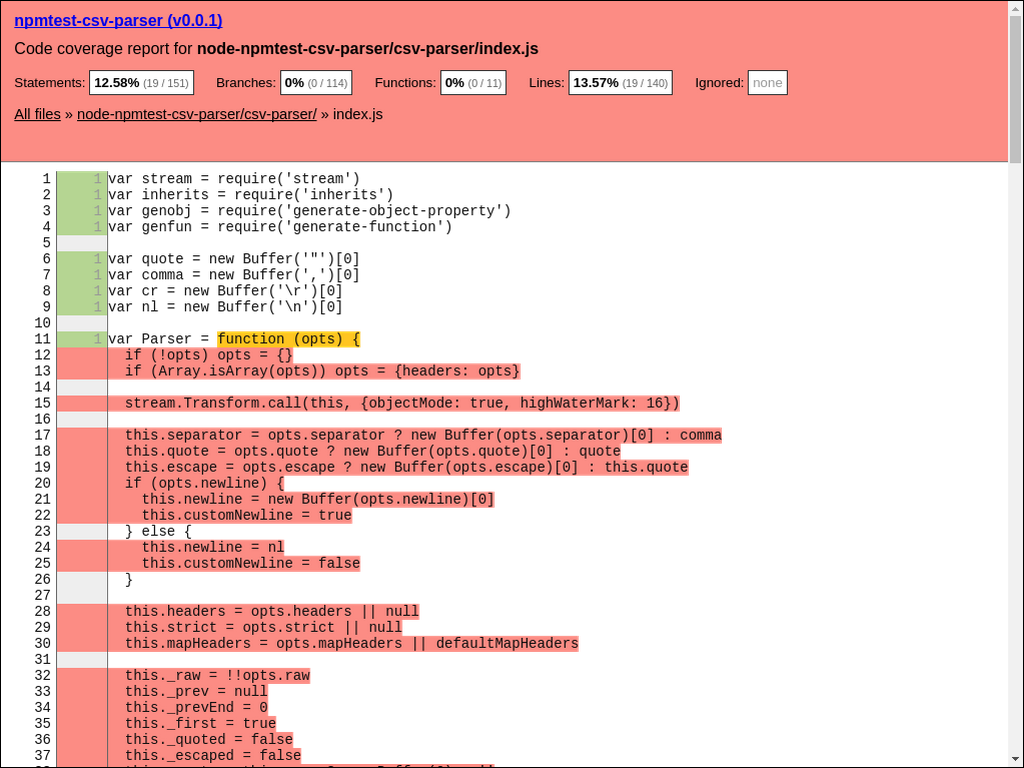 npmtest-csv-parser (v0.0.1)
Code coverage report for node-npmtest-csv-parser/csv-parser/index.js
Statements: 12.58% (19 / 151) Branches: 0% (0 / 114) Functions: 0% (0 / 11) Lines: 13.57% (19 / 140) Ignored: none
All files » node-npmtest-csv-parser/csv-parser/ » index.js
1 1 var stream = require('stream')
2 1 var inherits = require('inherits')
3 1 var genobj = require('generate-object-property')
4 1 var genfun = require('generate-function')
5
6 1 var quote = new Buffer('"')[0]
7 1 var comma = new Buffer(',')[0]
8 1 var cr = new Buffer('\r')[0]
9 1 var nl = new Buffer('\n')[0]
10
11 1 var Parser = function (opts) {
12   if (!opts) opts = {}
13   if (Array.isArray(opts)) opts = {headers: opts}
14
15   stream.Transform.call(this, {objectMode: true, highWaterMark: 16})
16
17   this.separator = opts.separator ? new Buffer(opts.separator)[0] : comma
18   this.quote = opts.quote ? new Buffer(opts.quote)[0] : quote
19   this.escape = opts.escape ? new Buffer(opts.escape)[0] : this.quote
20   if (opts.newline) {
21     this.newline = new Buffer(opts.newline)[0]
22     this.customNewline = true
23   } else {
24     this.newline = nl
25     this.customNewline = false
26   }
27
28   this.headers = opts.headers || null
29   this.strict = opts.strict || null
30   this.mapHeaders = opts.mapHeaders || defaultMapHeaders
31
32   this._raw = !!opts.raw
33   this._prev = null
34   this._prevEnd = 0
35   this._first = true
36   this._quoted = false
37   this._escaped = false